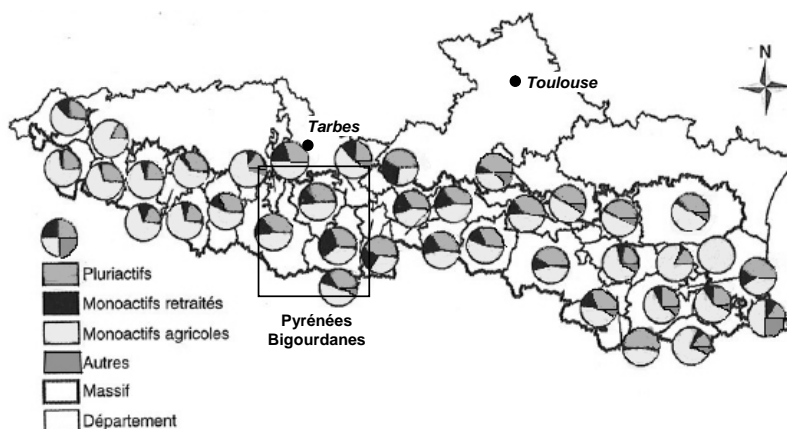 N
Toulouse
Tarbes
Pluriactifs
Monoactifs retraités
Monoactifs agricoles
Autres
Massif
Département
Pyrénées
Bigourdanes